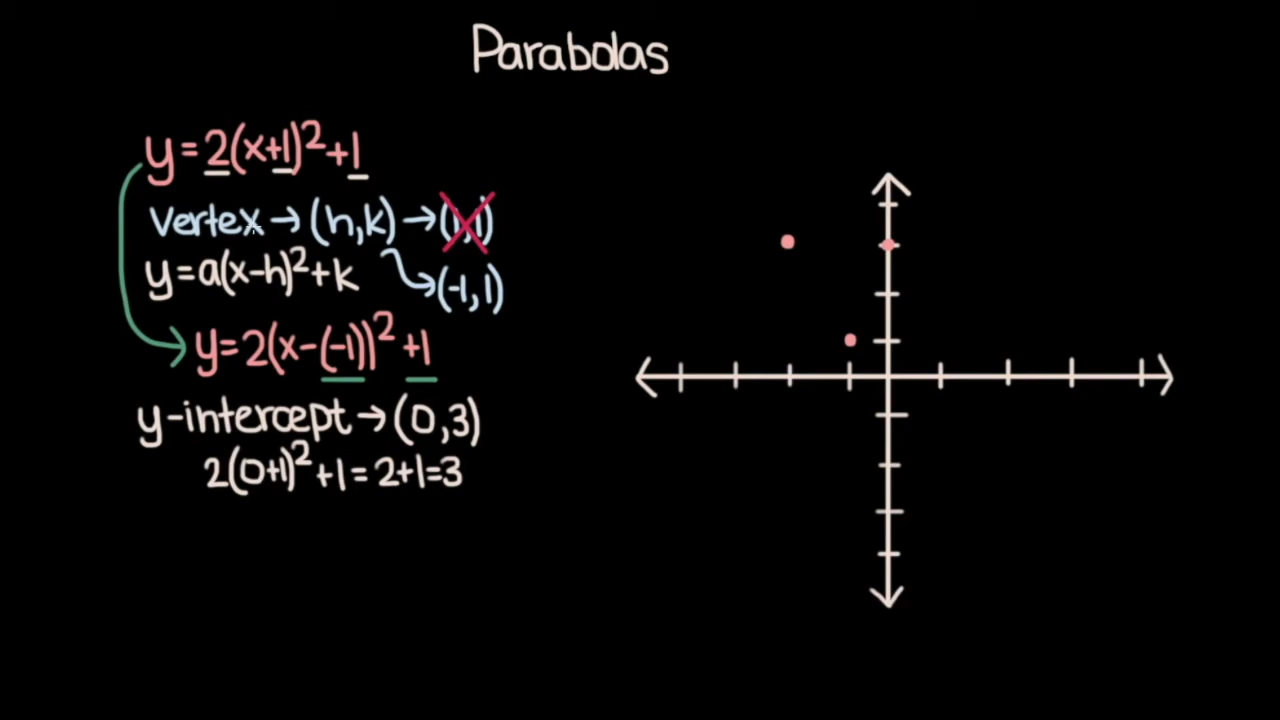 Parabolas
y=2(x+1)²+1
vertex→(h,k)→(1,1)
y=a(x-h)²+k
→(-1,1)
y=2(x-(-1))²+1
y-intercept→(0,3)
2(0+1)²+1=2+1=3